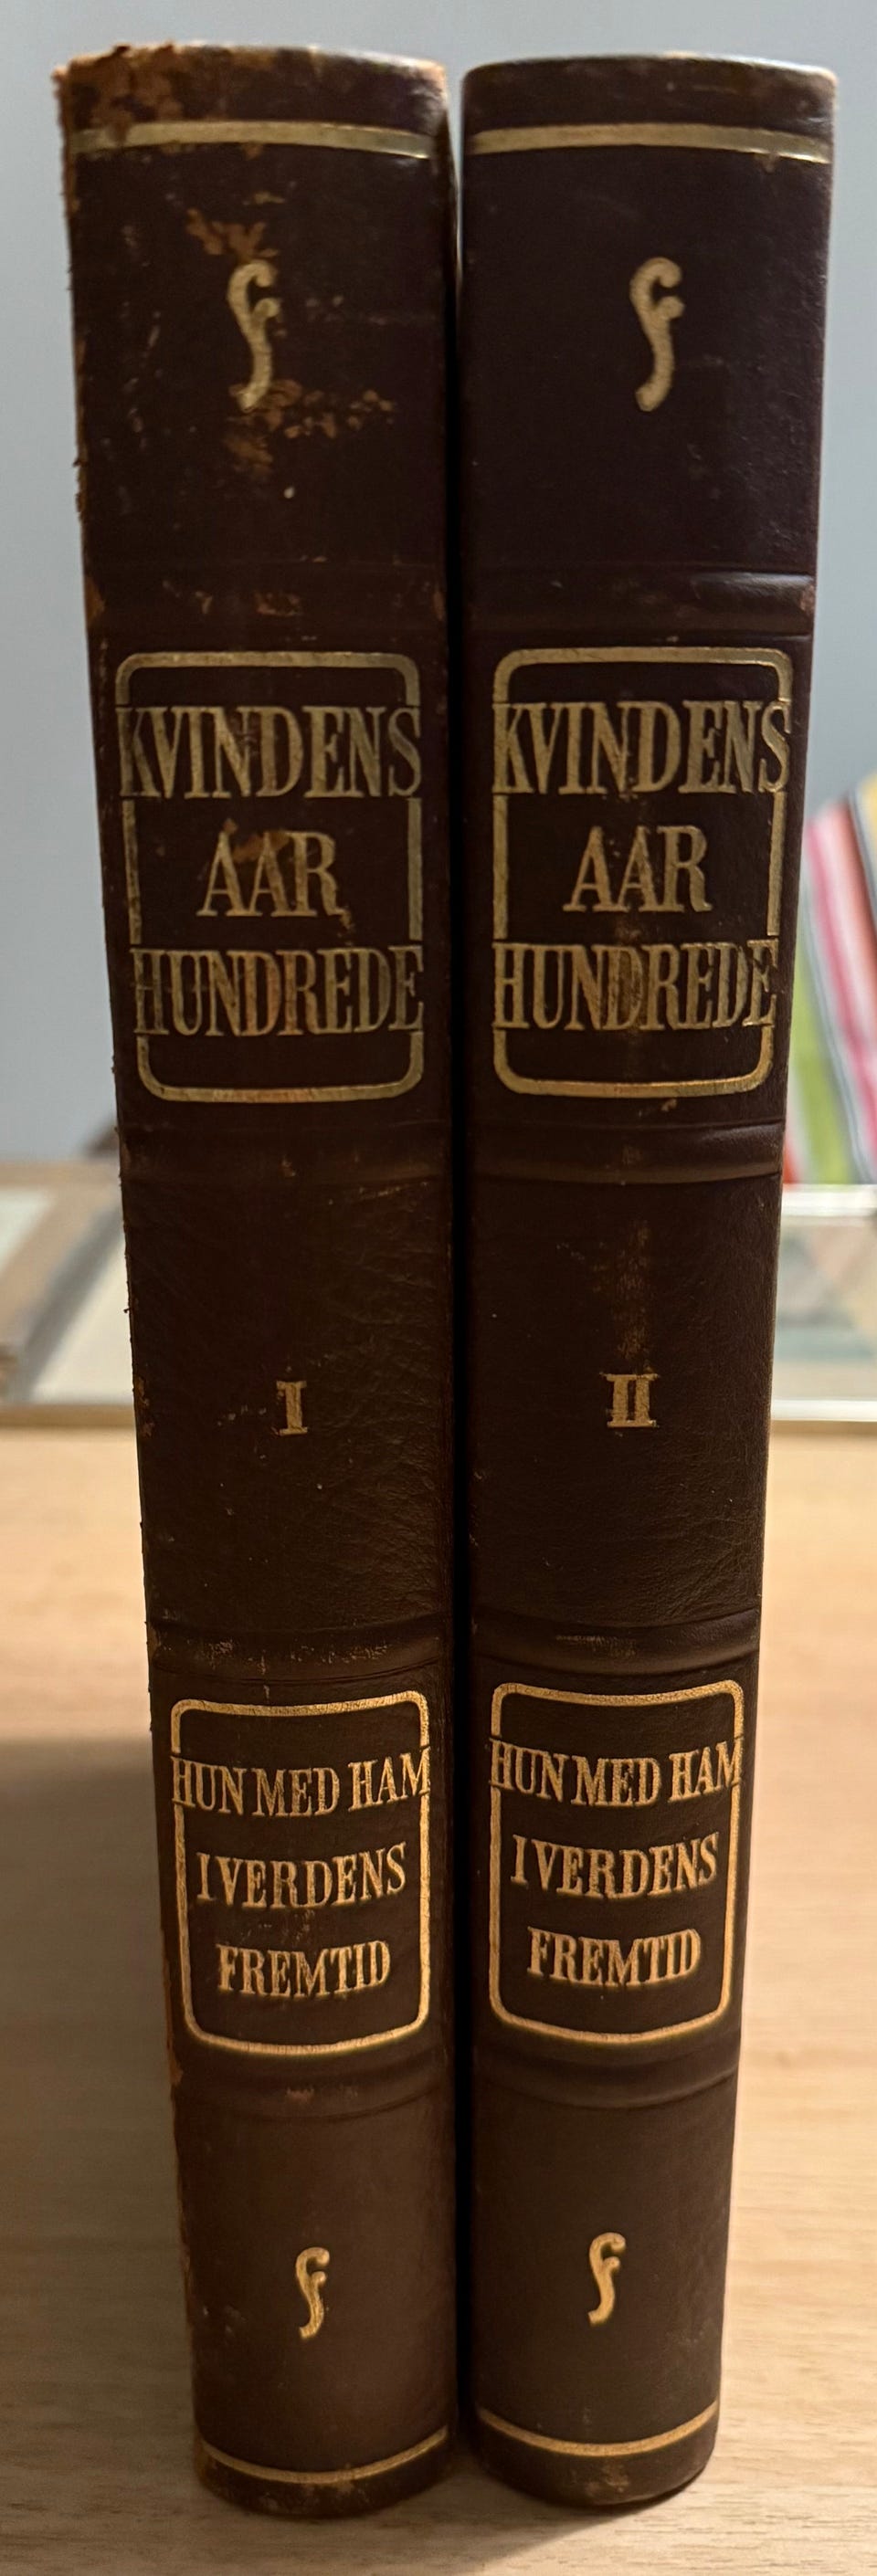 KVINDENS
AAR
HUNDREDE
I
HUN MED HAM
I VERDENS
FREMTID
KVINDENS
AAR
HUNDREDE
II
HUN MED HAM
I VERDENS
FREMTID